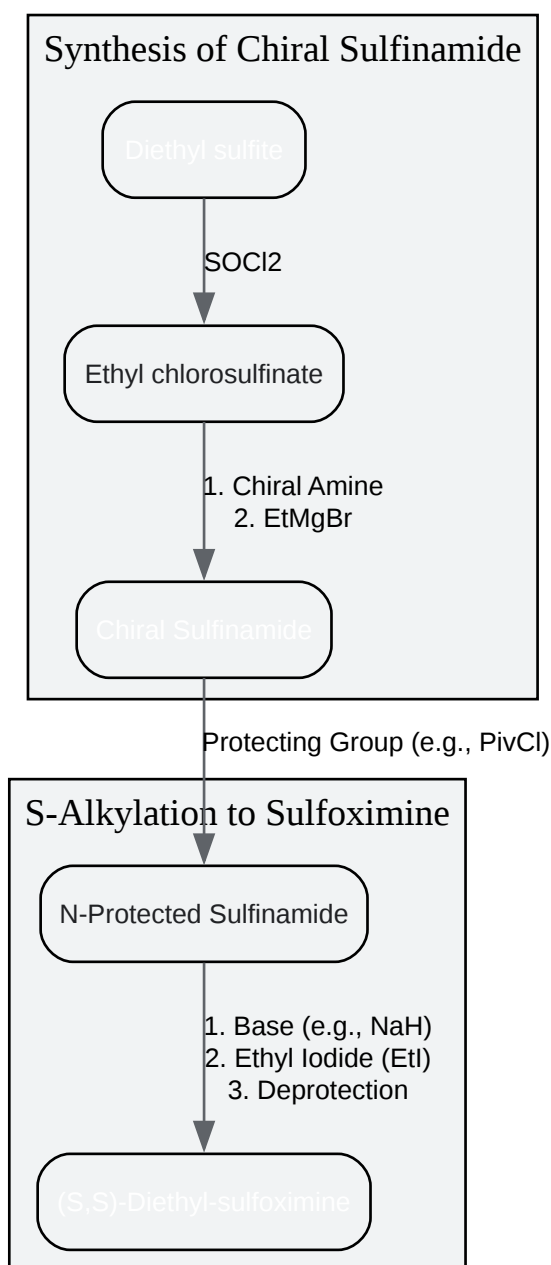 Synthesis of Chiral Sulfinamide
Diethyl sulfite
SOCl2
Ethyl chlorosulfinate
1. Chiral Amine
2. EtMgBr
Chiral Sulfinamide
Protecting Group (e.g., PivCl)
S-Alkylation to Sulfoximine
N-Protected Sulfinamide
1. Base (e.g., NaH)
2. Ethyl Iodide (EtI)
3. Deprotection
(S,S)-Diethyl-sulfoximine